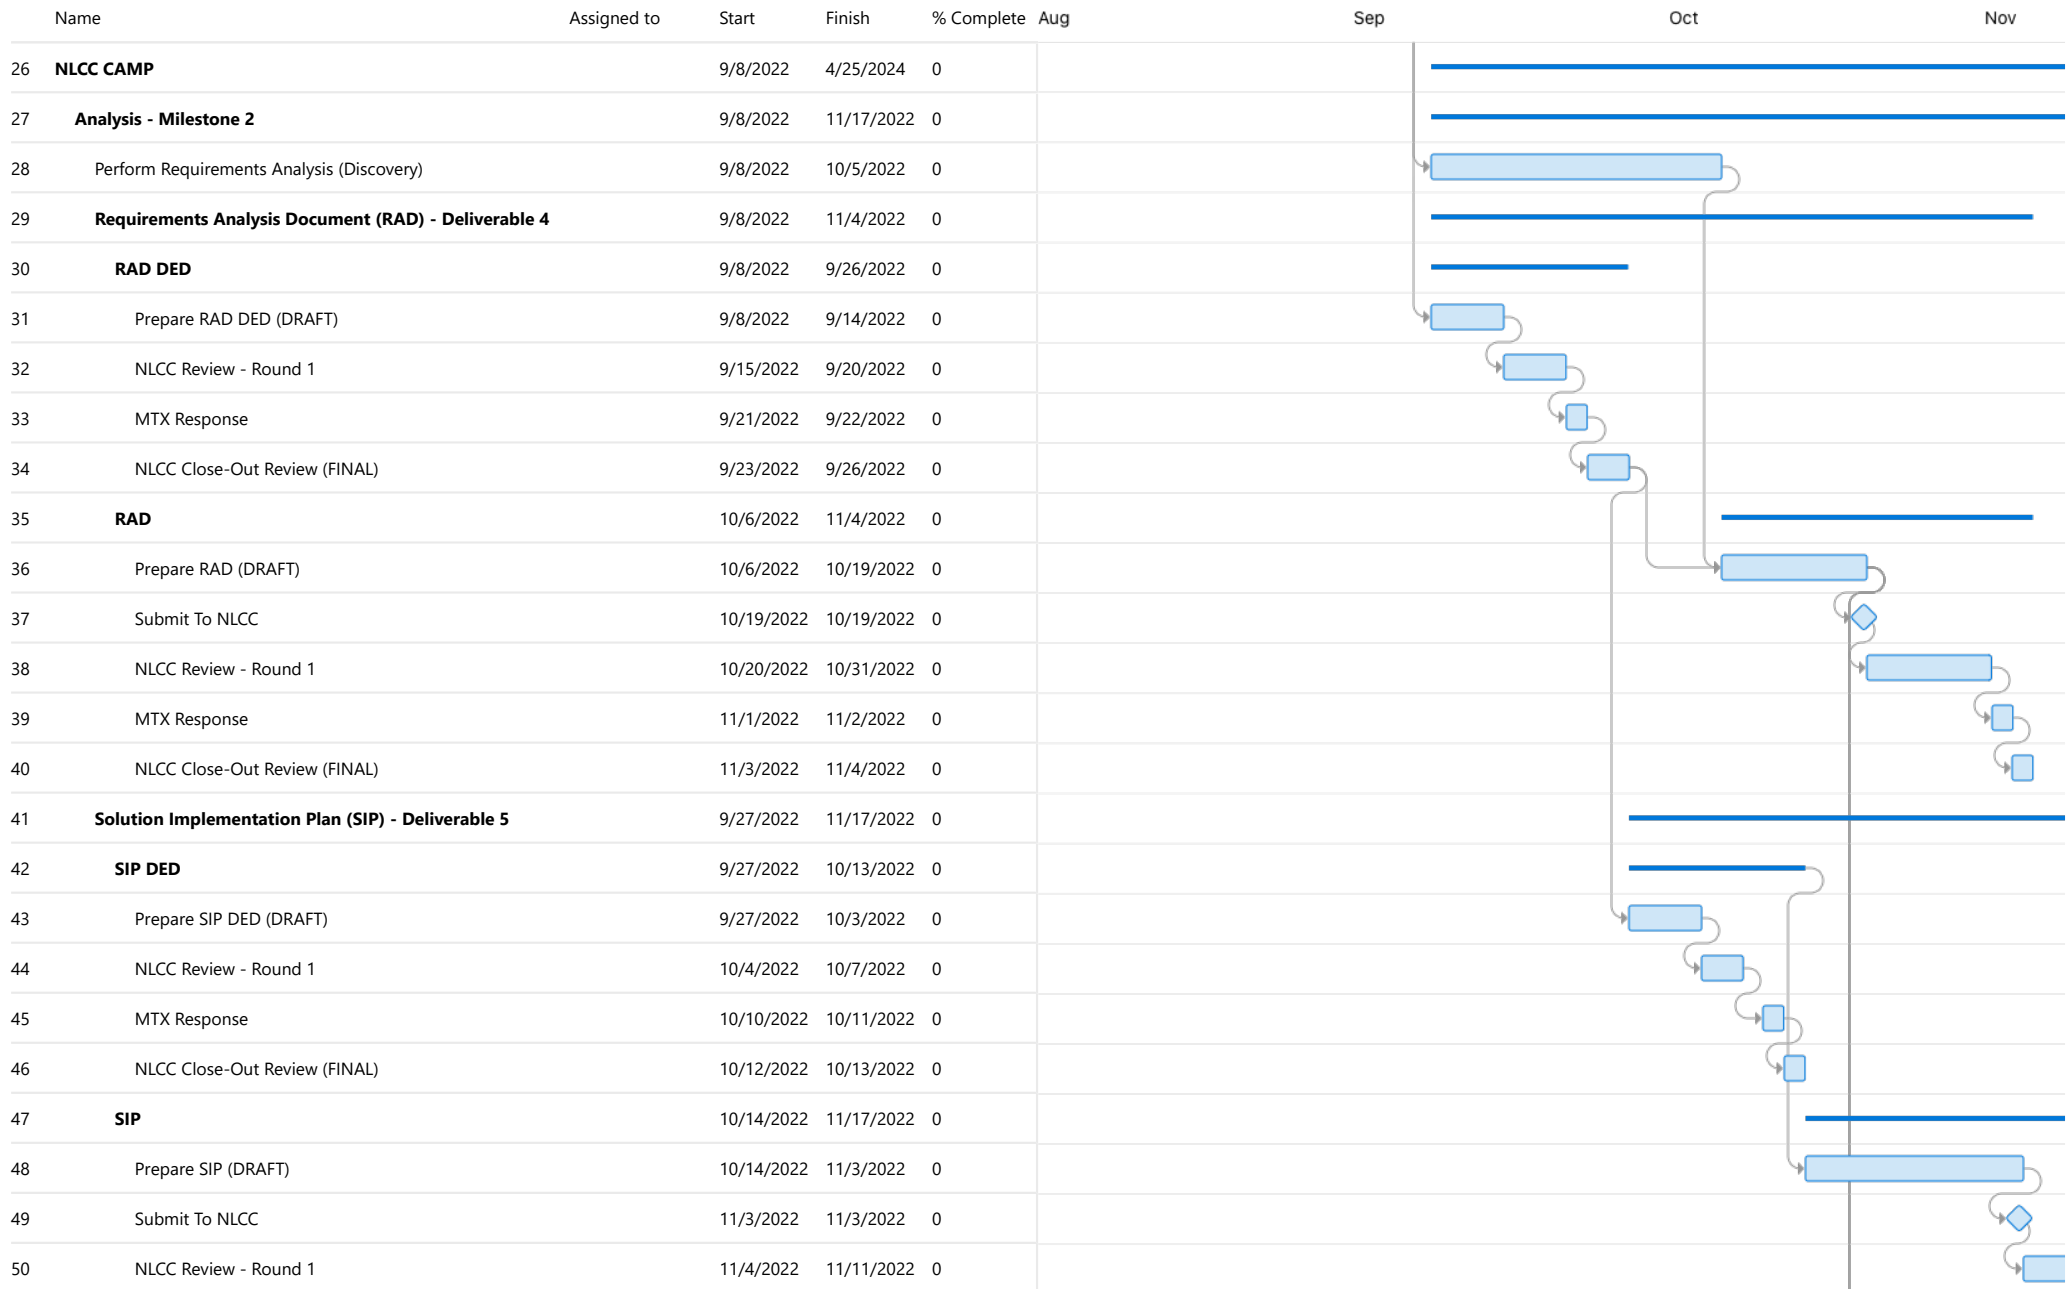 Name Assigned to Start Finish % Complete Aug Sep Oct Nov
26 NLCC CAMP 9/8/2022 4/25/2024 0
27 Analysis - Milestone 2 9/8/2022 11/17/2022 0
28 Perform Requirements Analysis (Discovery) 9/8/2022 10/5/2022 0
29 Requirements Analysis Document (RAD) - Deliverable 4 9/8/2022 11/4/2022 0
30 RAD DED 9/8/2022 9/26/2022 0
31 Prepare RAD DED (DRAFT) 9/8/2022 9/14/2022 0
32 NLCC Review - Round 1 9/15/2022 9/20/2022 0
33 MTX Response 9/21/2022 9/22/2022 0
34 NLCC Close-Out Review (FINAL) 9/23/2022 9/26/2022 0
35 RAD 10/6/2022 11/4/2022 0
36 Prepare RAD (DRAFT) 10/6/2022 10/19/2022 0
37 Submit To NLCC 10/19/2022 10/19/2022 0
38 NLCC Review - Round 1 10/20/2022 10/31/2022 0
39 MTX Response 11/1/2022 11/2/2022 0
40 NLCC Close-Out Review (FINAL) 11/3/2022 11/4/2022 0
41 Solution Implementation Plan (SIP) - Deliverable 5 9/27/2022 11/17/2022 0
42 SIP DED 9/27/2022 10/13/2022 0
43 Prepare SIP DED (DRAFT) 9/27/2022 10/3/2022 0
44 NLCC Review - Round 1 10/4/2022 10/7/2022 0
45 MTX Response 10/10/2022 10/11/2022 0
46 NLCC Close-Out Review (FINAL) 10/12/2022 10/13/2022 0
47 SIP 10/14/2022 11/17/2022 0
48 Prepare SIP (DRAFT) 10/14/2022 11/3/2022 0
49 Submit To NLCC 11/3/2022 11/3/2022 0
50 NLCC Review - Round 1 11/4/2022 11/11/2022 0